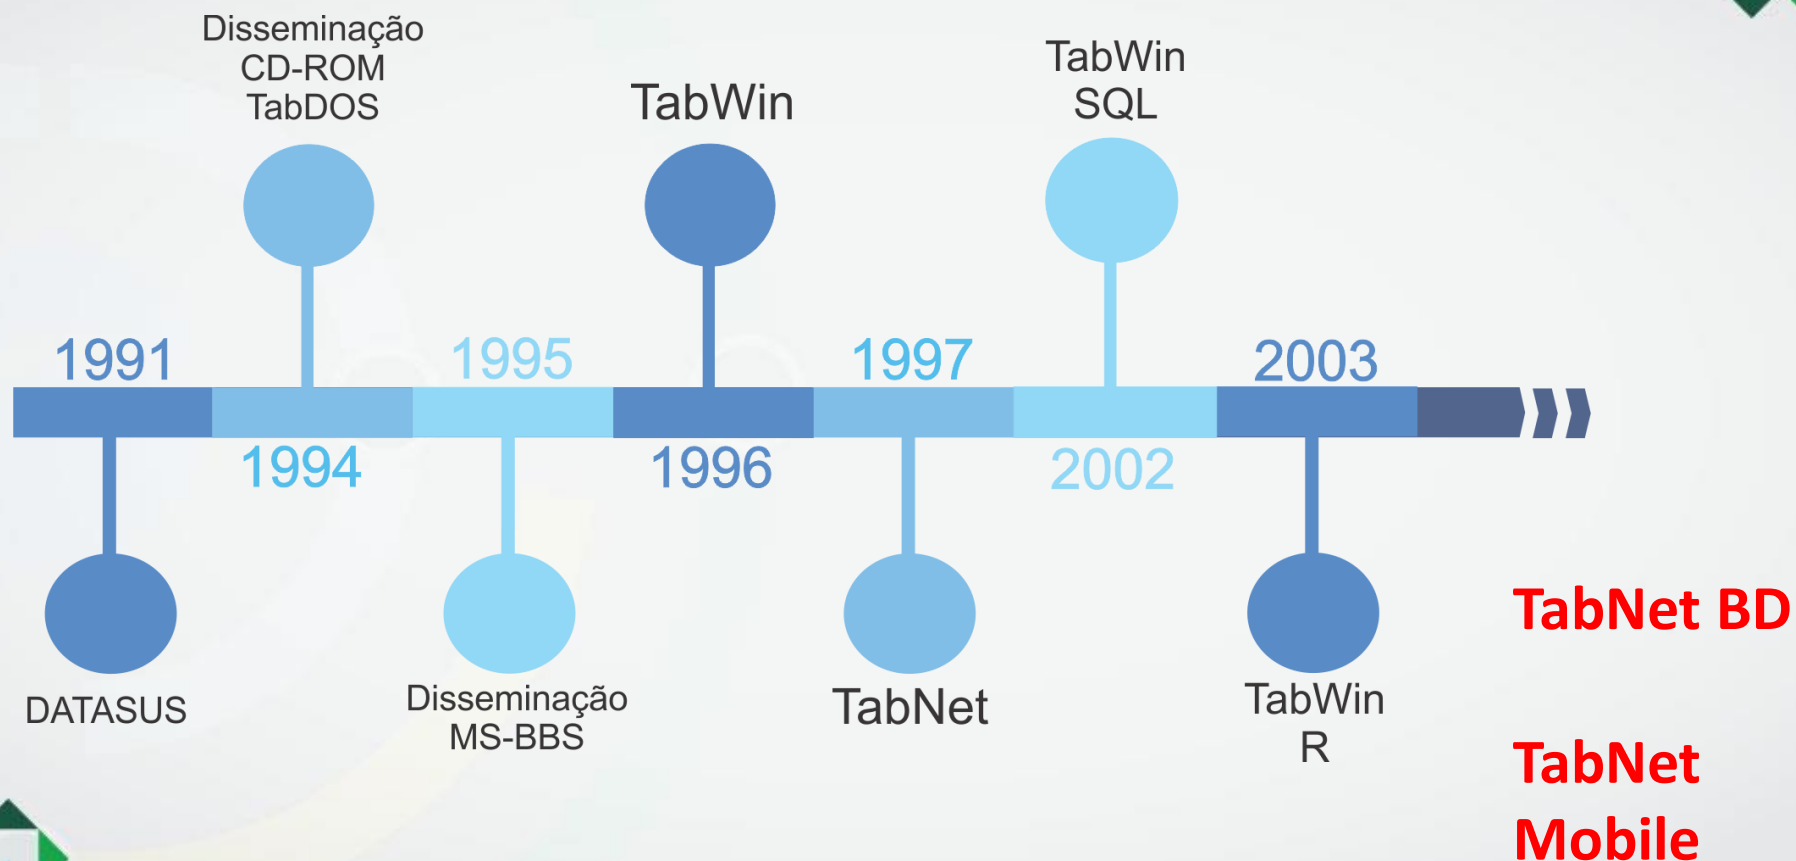 Disseminação
CD-ROM
TabDOS
TabWin
TabWin
SQL
1991
1995
1997
2003
1994
1996
2002
DATASUS
Disseminação
MS-BBS
TabNet
TabWin
R
TabNet BD
TabNet
Mobile